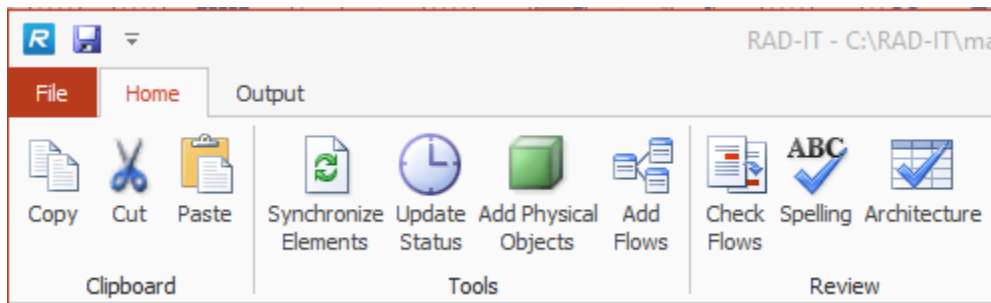 R
RAD-IT - C:\RAD-IT\ma
File Home Output
ABC
Copy Cut Paste Synchronize Elements Update Status Add Physical Objects Add Flows Check Flows Spelling Architecture
Clipboard Tools Review